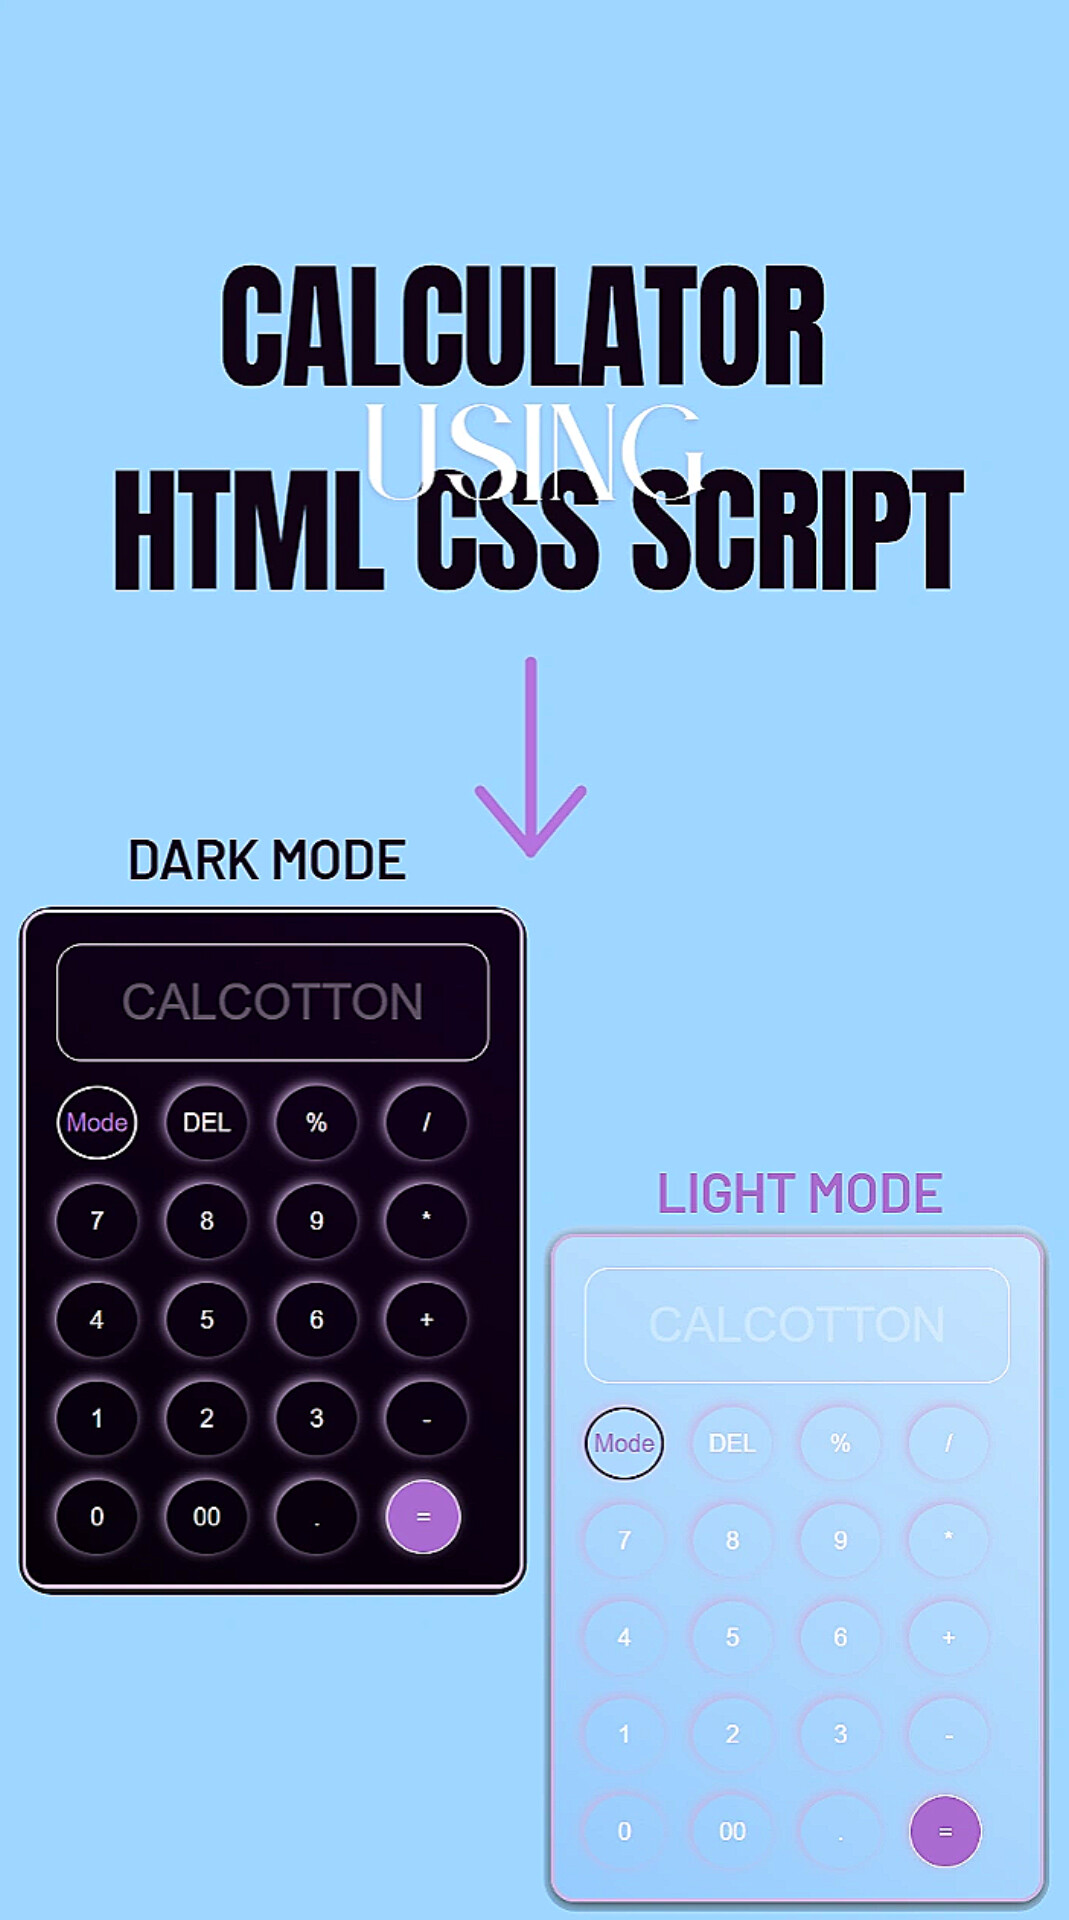 CALCULATOR
USING
HTML CSS SCRIPT
DARK MODE
CALCOTTON
Mode DEL % /
7 8 9 *
4 5 6 +
1 2 3 -
0 00 . =
LIGHT MODE
CALCOTTON
Mode DEL % /
7 8 9 *
4 5 6 +
1 2 3 -
0 00 . =